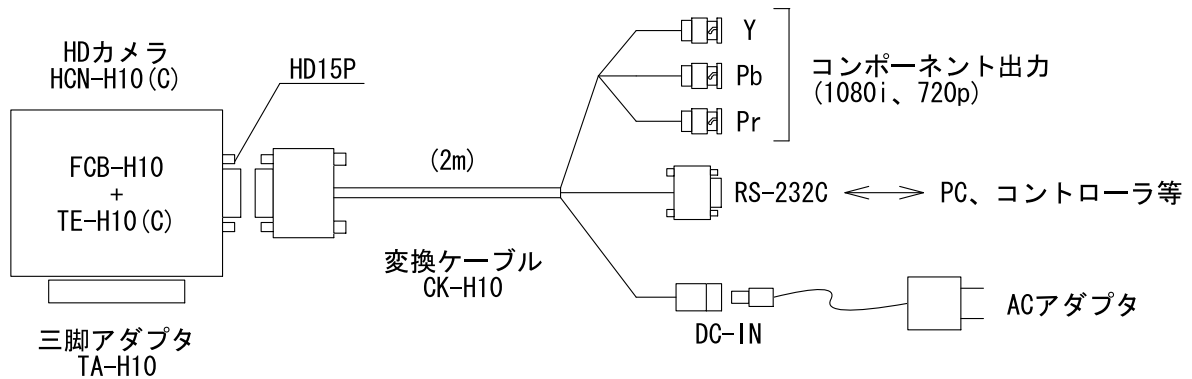 HDカメラ
HCN-H10(C)
HD15P
FCB-H10
+
TE-H10(C)
三脚アダプタ
TA-H10
(2m)
変換ケーブル
CK-H10
Y
Pb
Pr
コンポーネント出力
(1080i、720p)
RS-232C
PC、コントローラ等
DC-IN
ACアダプタ